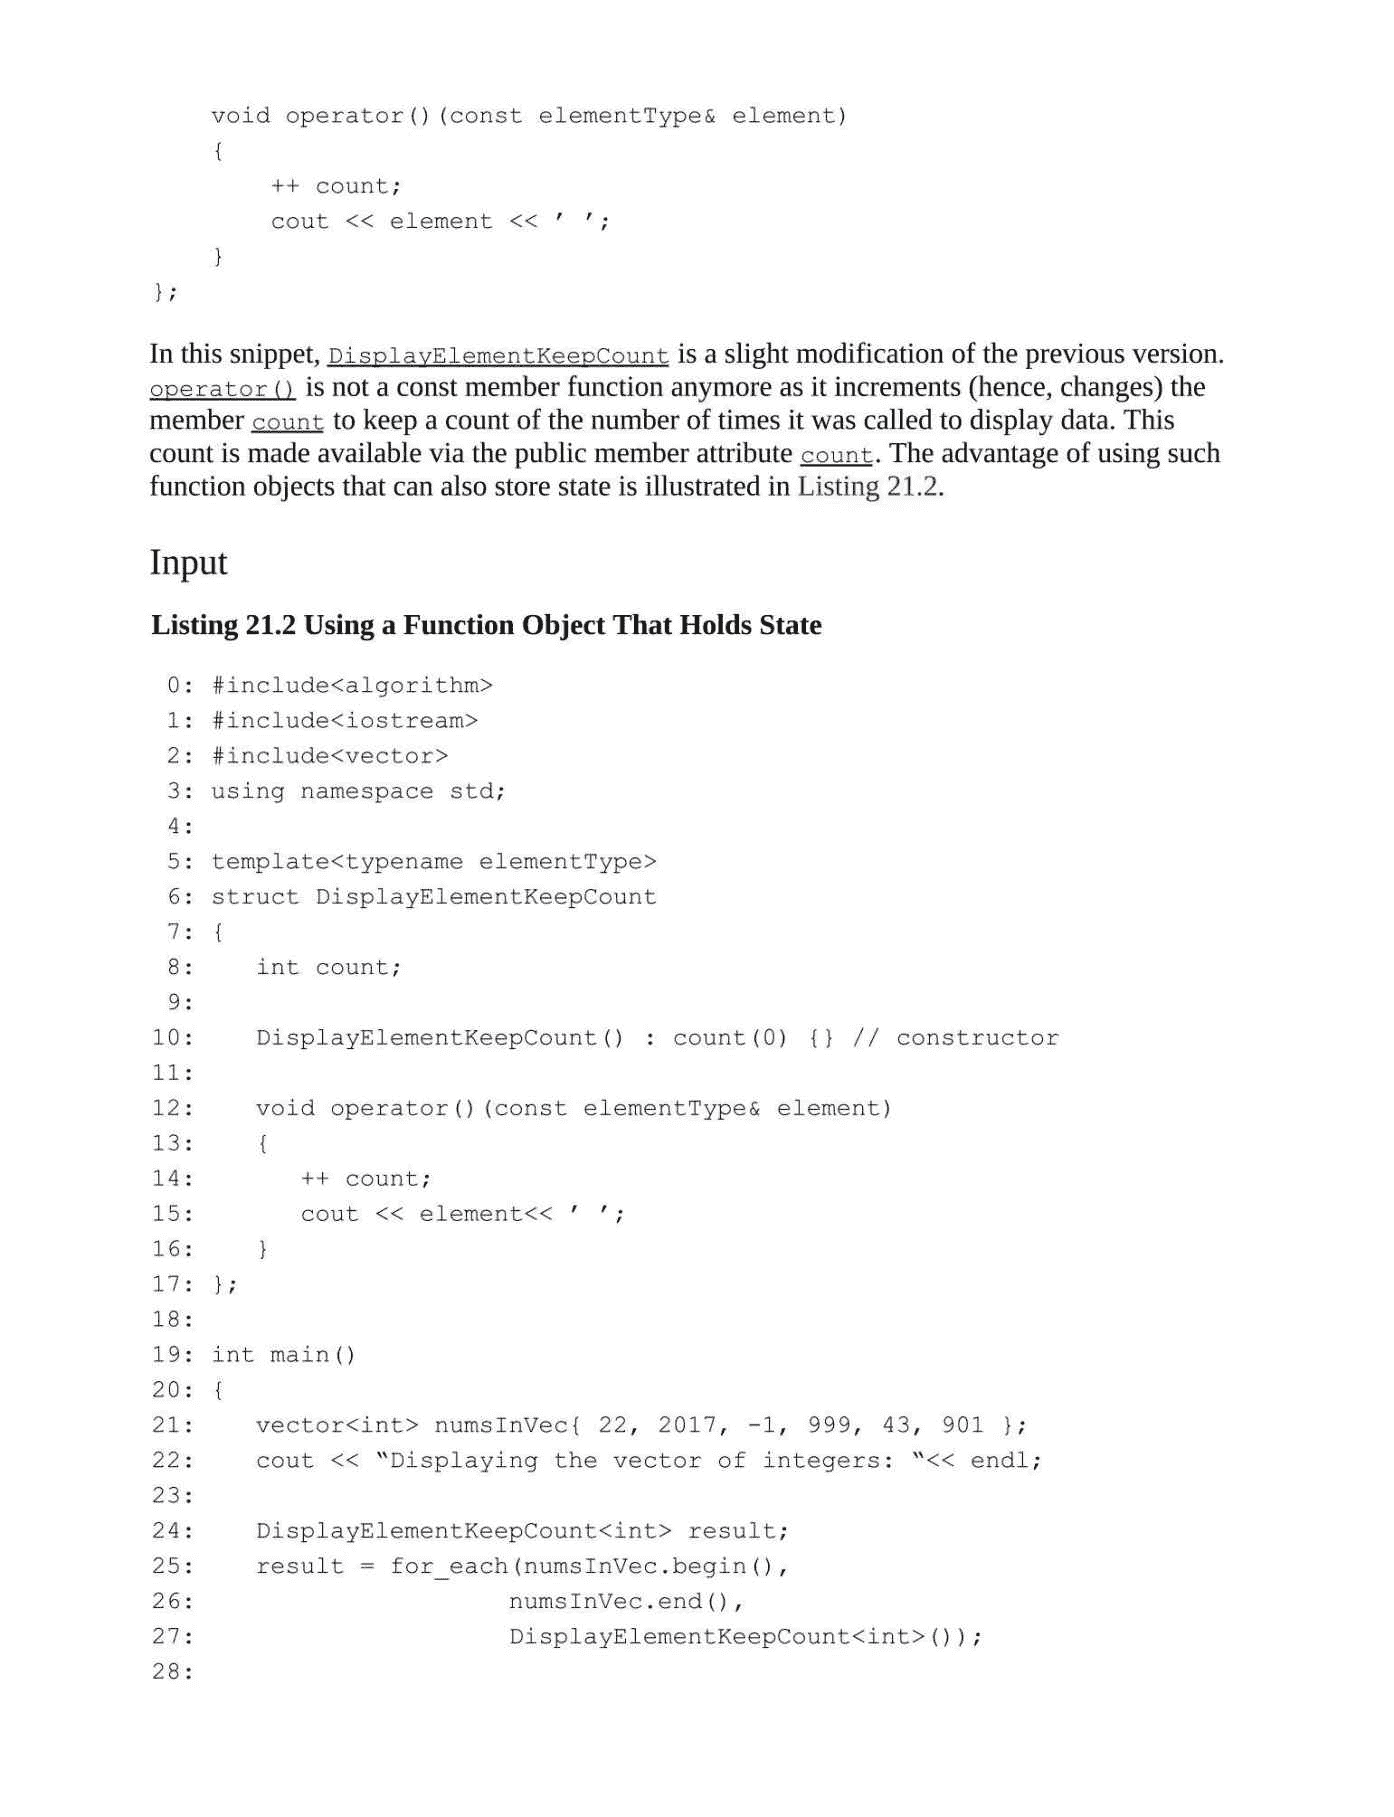 void operator()(const elementType& element)
{
++ count;
cout << element << ’ ’;
}
};
In this snippet, DisplayElementKeepCount is a slight modification of the previous version.
operator() is not a const member function anymore as it increments (hence, changes) the
member count to keep a count of the number of times it was called to display data. This
count is made available via the public member attribute count. The advantage of using such
function objects that can also store state is illustrated in Listing 21.2.
Input
Listing 21.2 Using a Function Object That Holds State
0: #include<algorithm>
1: #include<iostream>
2: #include<vector>
3: using namespace std;
4:
5: template<typename elementType>
6: struct DisplayElementKeepCount
7: {
8:    int count;
9:
10:    DisplayElementKeepCount() : count(0) {} // constructor
11:
12:    void operator()(const elementType& element)
13:    {
14:       ++ count;
15:       cout << element<< ’ ’;
16:    }
17: };
18:
19: int main()
20: {
21:    vector<int> numsInVec{ 22, 2017, -1, 999, 43, 901 };
22:    cout << “Displaying the vector of integers: “<< endl;
23:
24:    DisplayElementKeepCount<int> result;
25:    result = for_each(numsInVec.begin(),
26:                     numsInVec.end(),
27:                     DisplayElementKeepCount<int>());
28: